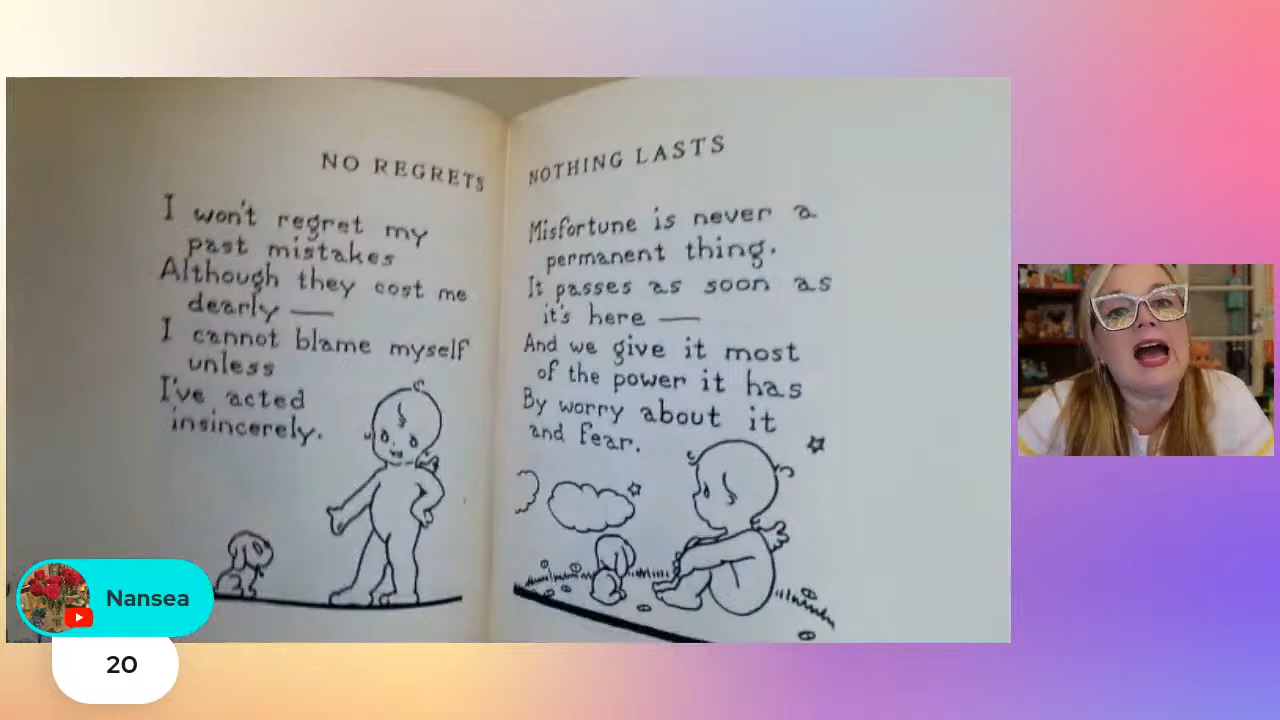 NO REGRETS
I won't regret my
past mistakes
Although they cost me
dearly —
I cannot blame myself
unless
I've acted
insincerely.
NOTHING LASTS
Misfortune is never a
permanent thing.
It passes as soon as
it's here —
And we give it most
of the power it has
By worry about it
and fear.
Nansea
20